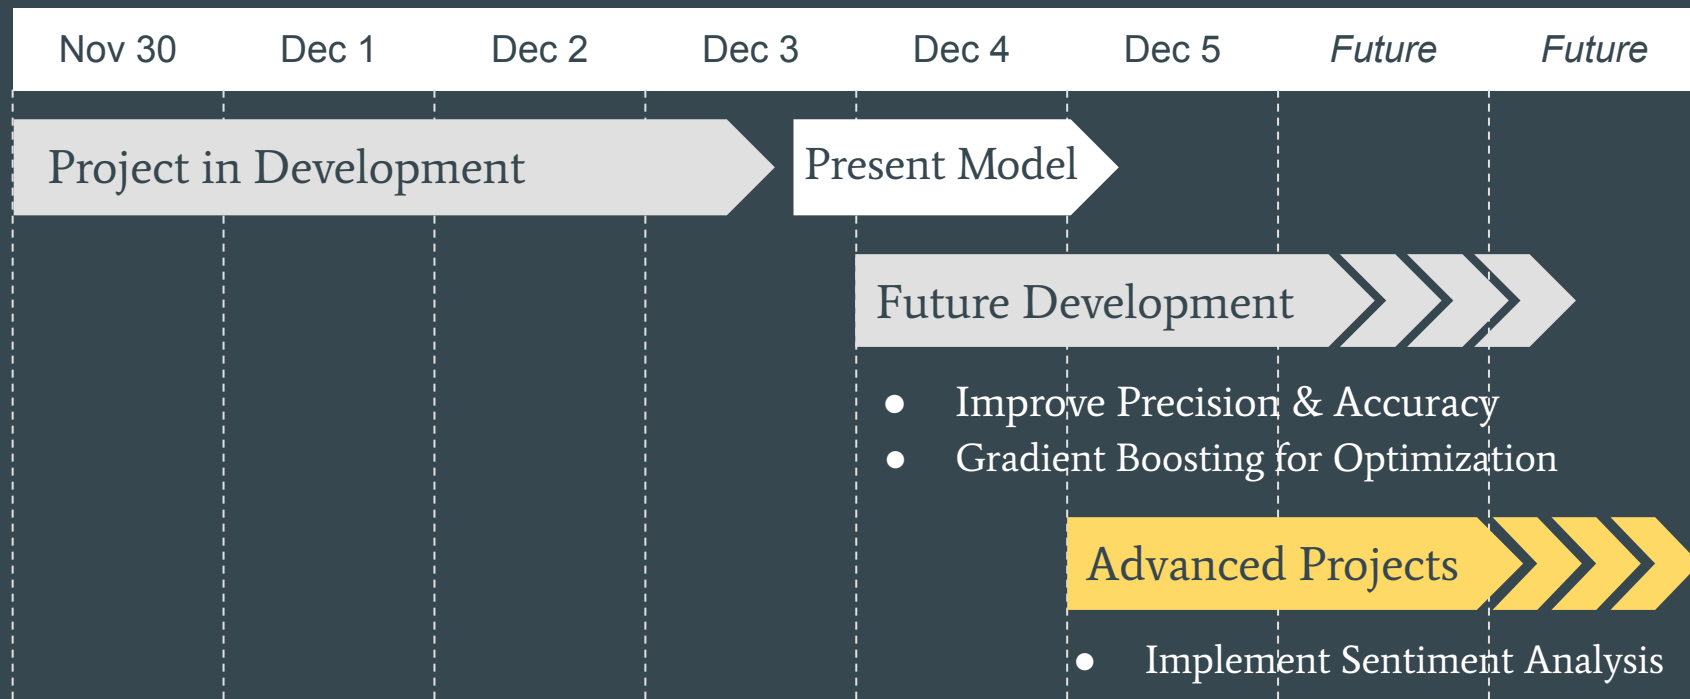 Nov 30 Dec 1 Dec 2 Dec 3 Dec 4 Dec 5 Future Future
Project in Development Present Model
Future Development
● Improve Precision & Accuracy
● Gradient Boosting for Optimization
Advanced Projects
● Implement Sentiment Analysis